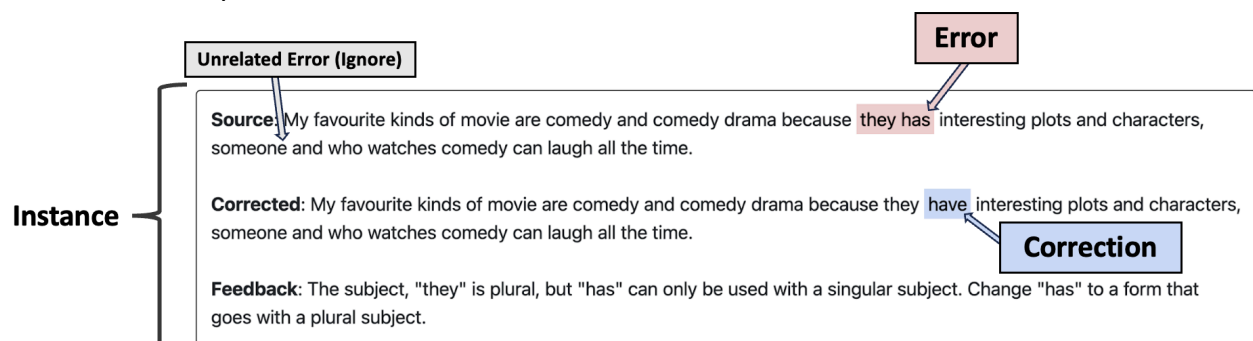 Error
Unrelated Error (Ignore)
Source: My favourite kinds of movie are comedy and comedy drama because they has interesting plots and characters,
someone and who watches comedy can laugh all the time.
Instance
Corrected: My favourite kinds of movie are comedy and comedy drama because they have interesting plots and characters,
someone and who watches comedy can laugh all the time.
Correction
Feedback: The subject, "they" is plural, but "has" can only be used with a singular subject. Change "has" to a form that
goes with a plural subject.